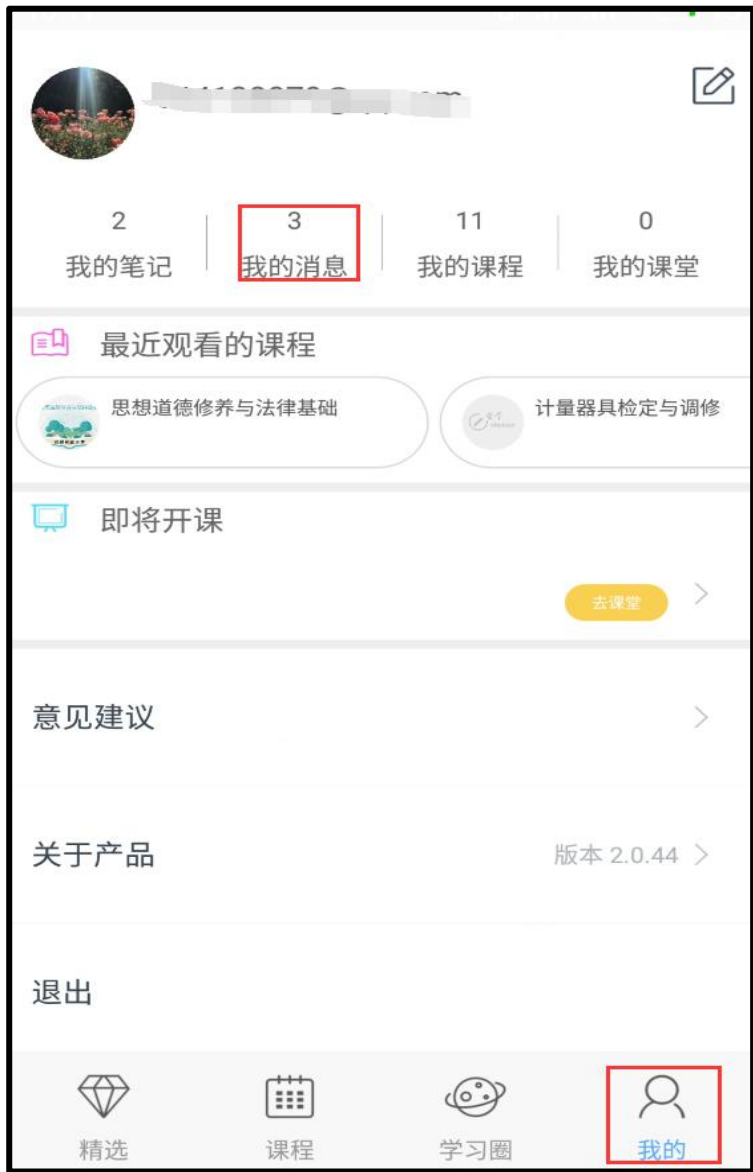 2 3 11 0
我的笔记 我的消息 我的课程 我的课堂
最近观看的课程
思想道德修养与法律基础 计量器具检定与调修
即将开课
去课堂
意见建议
关于产品 版本 2.0.44
退出
精选 课程 学习圈 我的